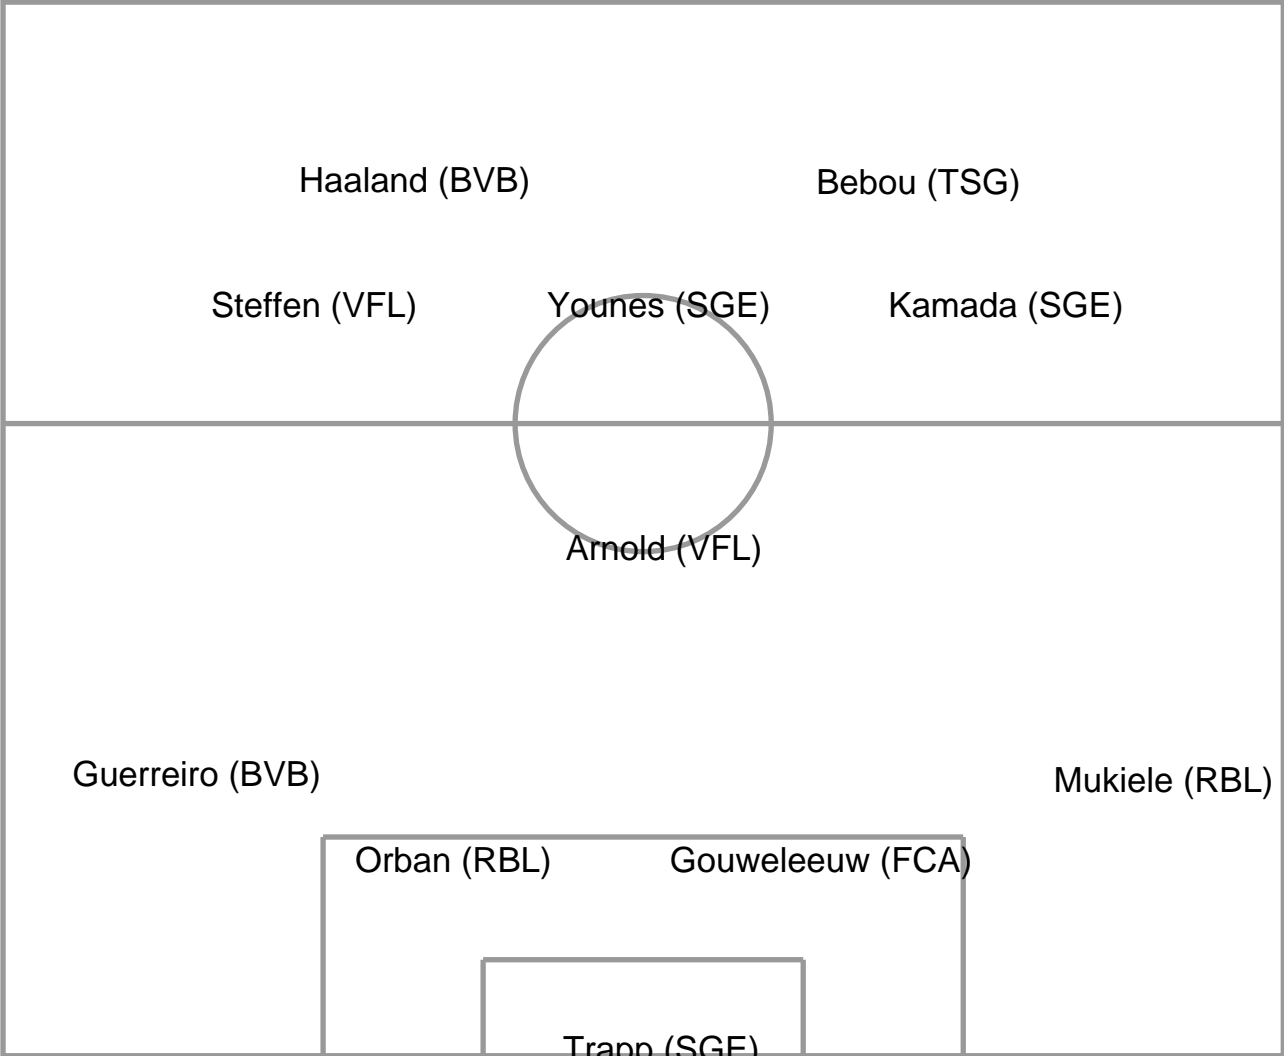 Haaland (BVB)
Bebou (TSG)
Steffen (VFL)
Younes (SGE)
Kamada (SGE)
Arnold (VFL)
Guerreiro (BVB)
Mukiele (RBL)
Orban (RBL)
Gouweleeuw (FCA)
Trapp (SGE)